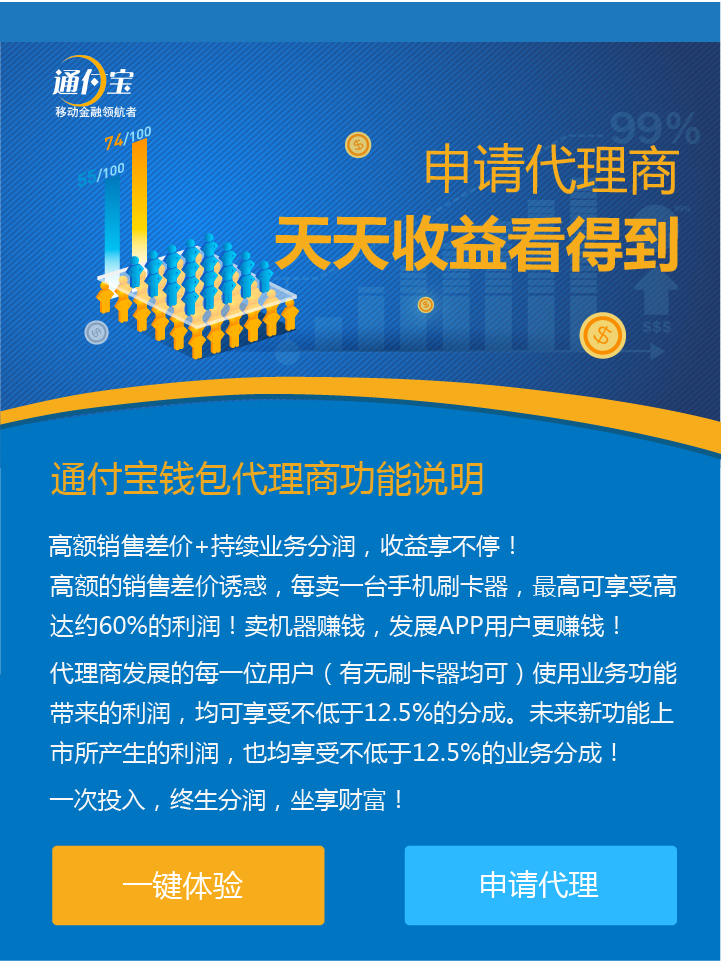 通付宝
移动金融领航者
74/100
55/100
99%
申请代理商
天天收益看得到
$$$
通付宝钱包代理商功能说明
高额销售差价+持续业务分润，收益享不停！
高额的销售差价诱惑，每卖一台手机刷卡器，最高可享受高
达约60%的利润！卖机器赚钱，发展APP用户更赚钱！
代理商发展的每一位用户（有无刷卡器均可）使用业务功能
带来的利润，均可享受不低于12.5%的分成。未来新功能上
市所产生的利润，也均享受不低于12.5%的业务分成！
一次投入，终生分润，坐享财富！
一键体验
申请代理